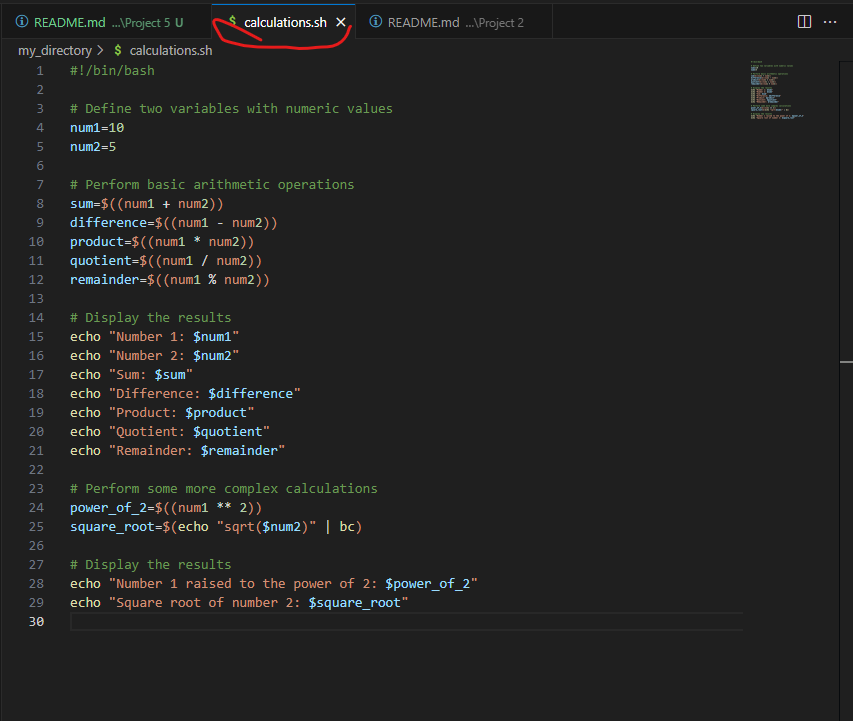 README.md ...\Project 5 U
$ calculations.sh
README.md ...\Project 2
my_directory > $ calculations.sh
1 #!/bin/bash
2
3 # Define two variables with numeric values
4 num1=10
5 num2=5
6
7 # Perform basic arithmetic operations
8 sum=$((num1 + num2))
9 difference=$((num1 - num2))
10 product=$((num1 * num2))
11 quotient=$((num1 / num2))
12 remainder=$((num1 % num2))
13
14 # Display the results
15 echo "Number 1: $num1"
16 echo "Number 2: $num2"
17 echo "Sum: $sum"
18 echo "Difference: $difference"
19 echo "Product: $product"
20 echo "Quotient: $quotient"
21 echo "Remainder: $remainder"
22
23 # Perform some more complex calculations
24 power_of_2=$((num1 ** 2))
25 square_root=$(echo "sqrt($num2)" | bc)
26
27 # Display the results
28 echo "Number 1 raised to the power of 2: $power_of_2"
29 echo "Square root of number 2: $square_root"
30